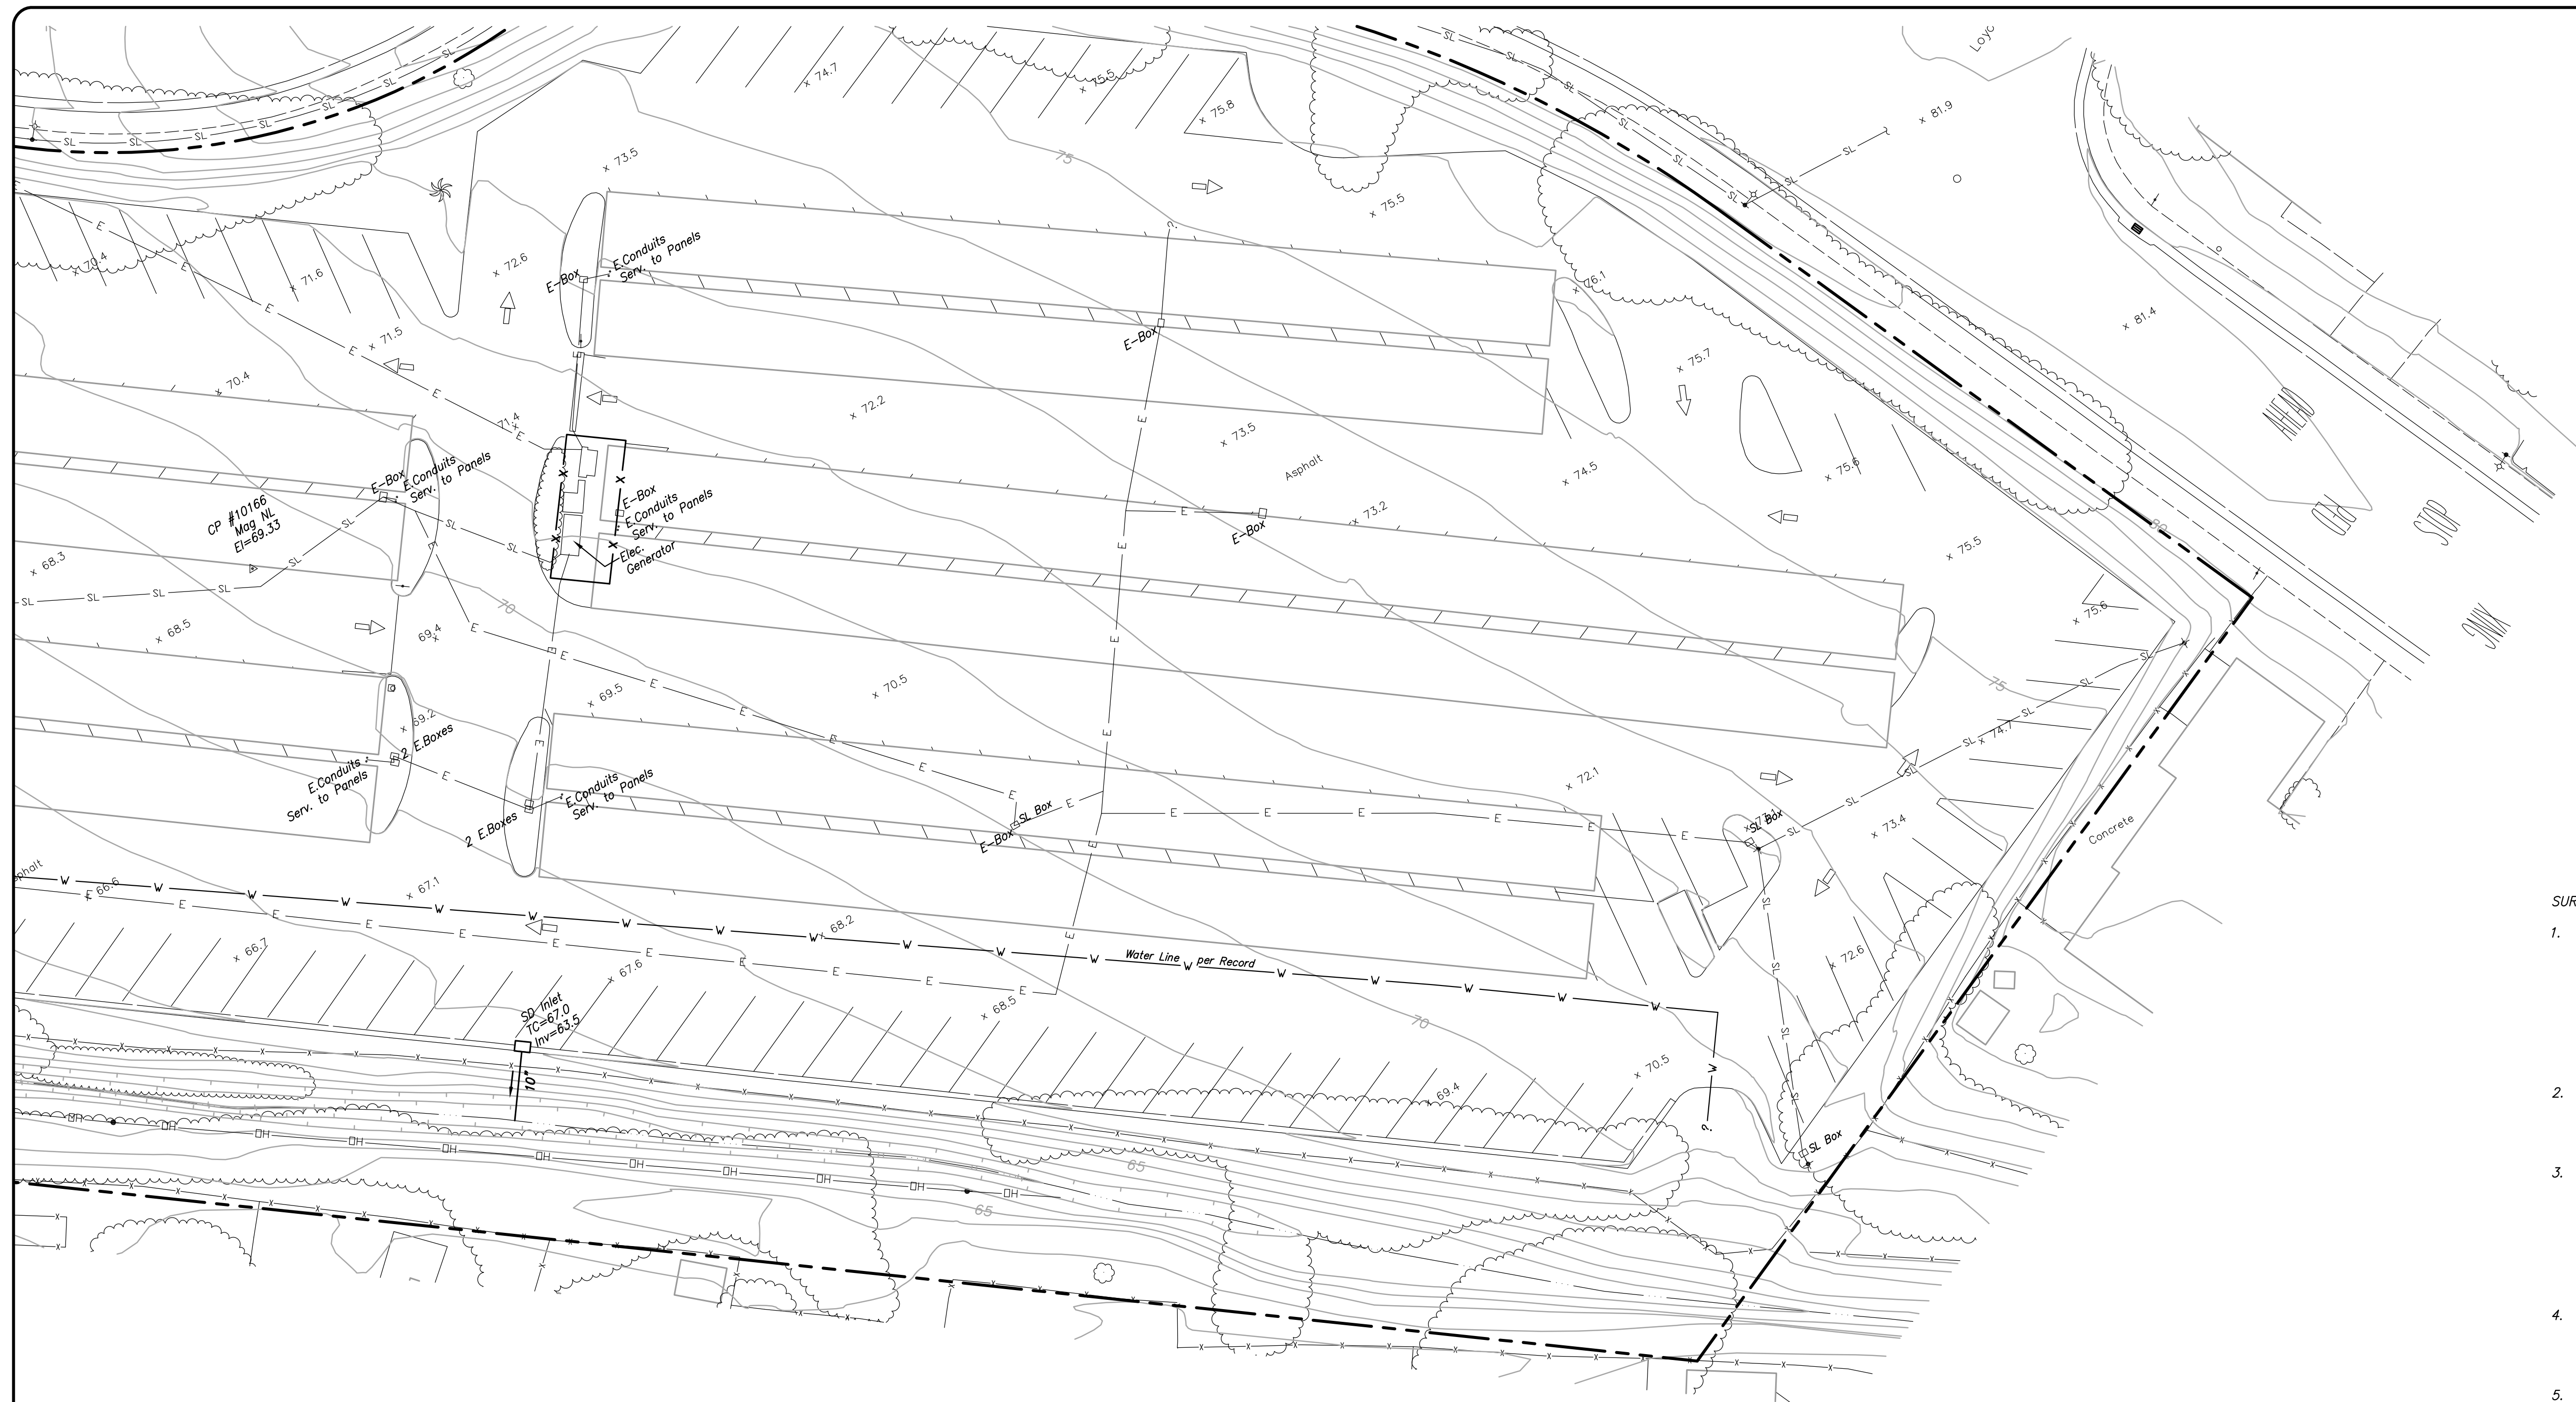 Loyo
x 74.7
x 75.5
x 75.8
x 81.9
x 73.5
75
x 75.5
x 70.4
x 71.6
x 72.6
E-Box
E.Conduits
Serv. to Panels
x 76.1
x 81.4
x 71.5
E-Box
x 75.7
x 70.4
x 72.2
71.4
x 73.5
Asphalt
x 74.5
x 75.6
AHEAD
E-Box
E.Conduits
Serv. to Panels
CP #10166
Mag NL
El=69.33
E-Box
E.Conduits
Serv. to Panels
Elec.
Generator
x 73.2
E-Box
80
STOP
x 68.3
x 75.5
70
x 68.5
69.4
x 75.6
x 69.5
x 70.5
75
x 69.2
2 E.Boxes
x 74.7
E.Conduits
Serv. to Panels
E.Conduits
Serv. to Panels
2 E.Boxes
x 72.1
SL Box
E-Box
SL Box
x 73.4
Concrete
x 66.6
x 67.1
SUR
1.
x 66.7
x 68.2
Water Line per Record
x 72.6
x 67.6
x 68.5
SD Inlet
TC=67.0
Inv=63.5
70
10"
x 70.5
x 69.4
2.
?
SL Box
65
3.
65
4.
5.